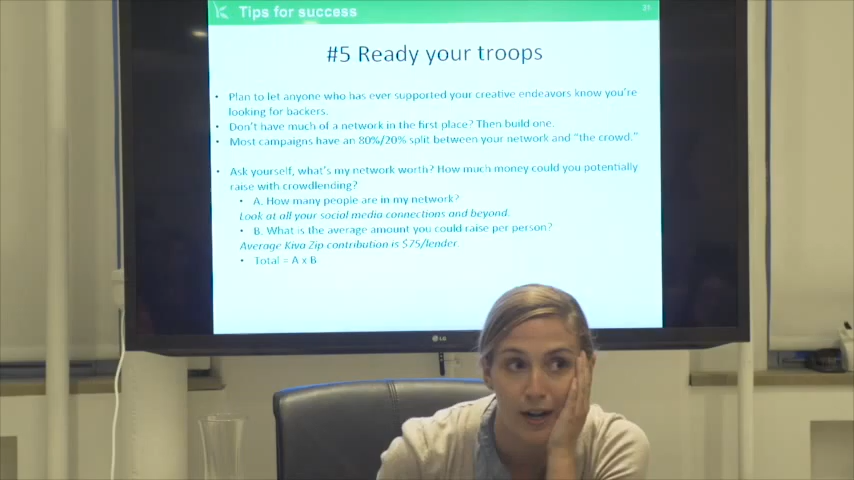 Tips for success
31
#5 Ready your troops
• Plan to let anyone who has ever supported your creative endeavors know you're
looking for backers.
• Don't have much of a network in the first place? Then build one.
• Most campaigns have an 80%/20% split between your network and "the crowd."
• Ask yourself, what's my network worth? How much money could you potentially
raise with crowdlending?
• A. How many people are in my network?
Look at all your social media connections and beyond.
• B. What is the average amount you could raise per person?
Average Kiva Zip contribution is $75/lender.
• Total = A x B
LG